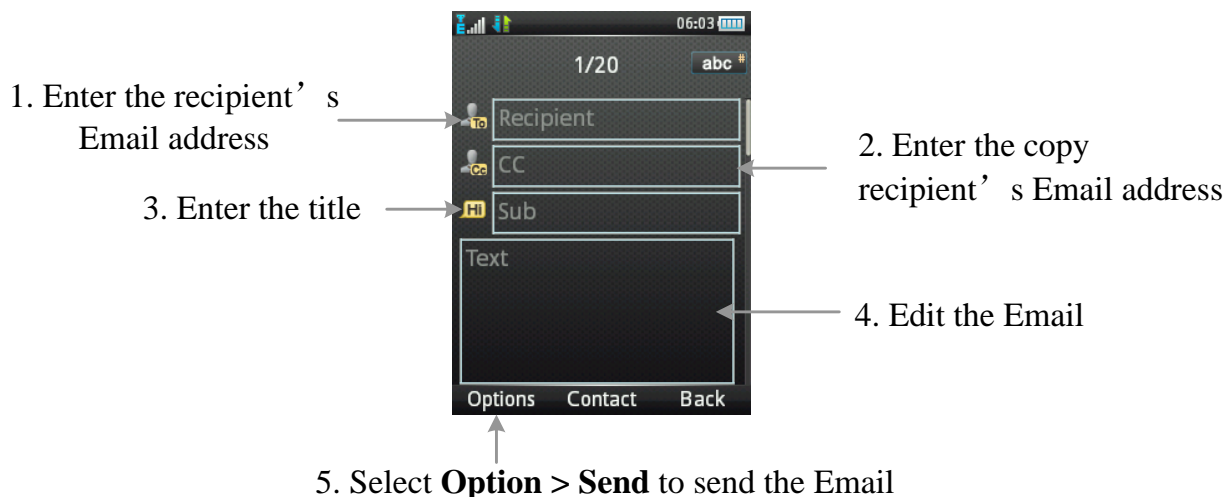 06:03
1/20
abc #
1. Enter the recipient’s
Email address
To
Recipient
2. Enter the copy
recipient’s Email address
Cc
CC
3. Enter the title
Hi
Sub
Text
4. Edit the Email
Options Contact Back
5. Select Option > Send to send the Email